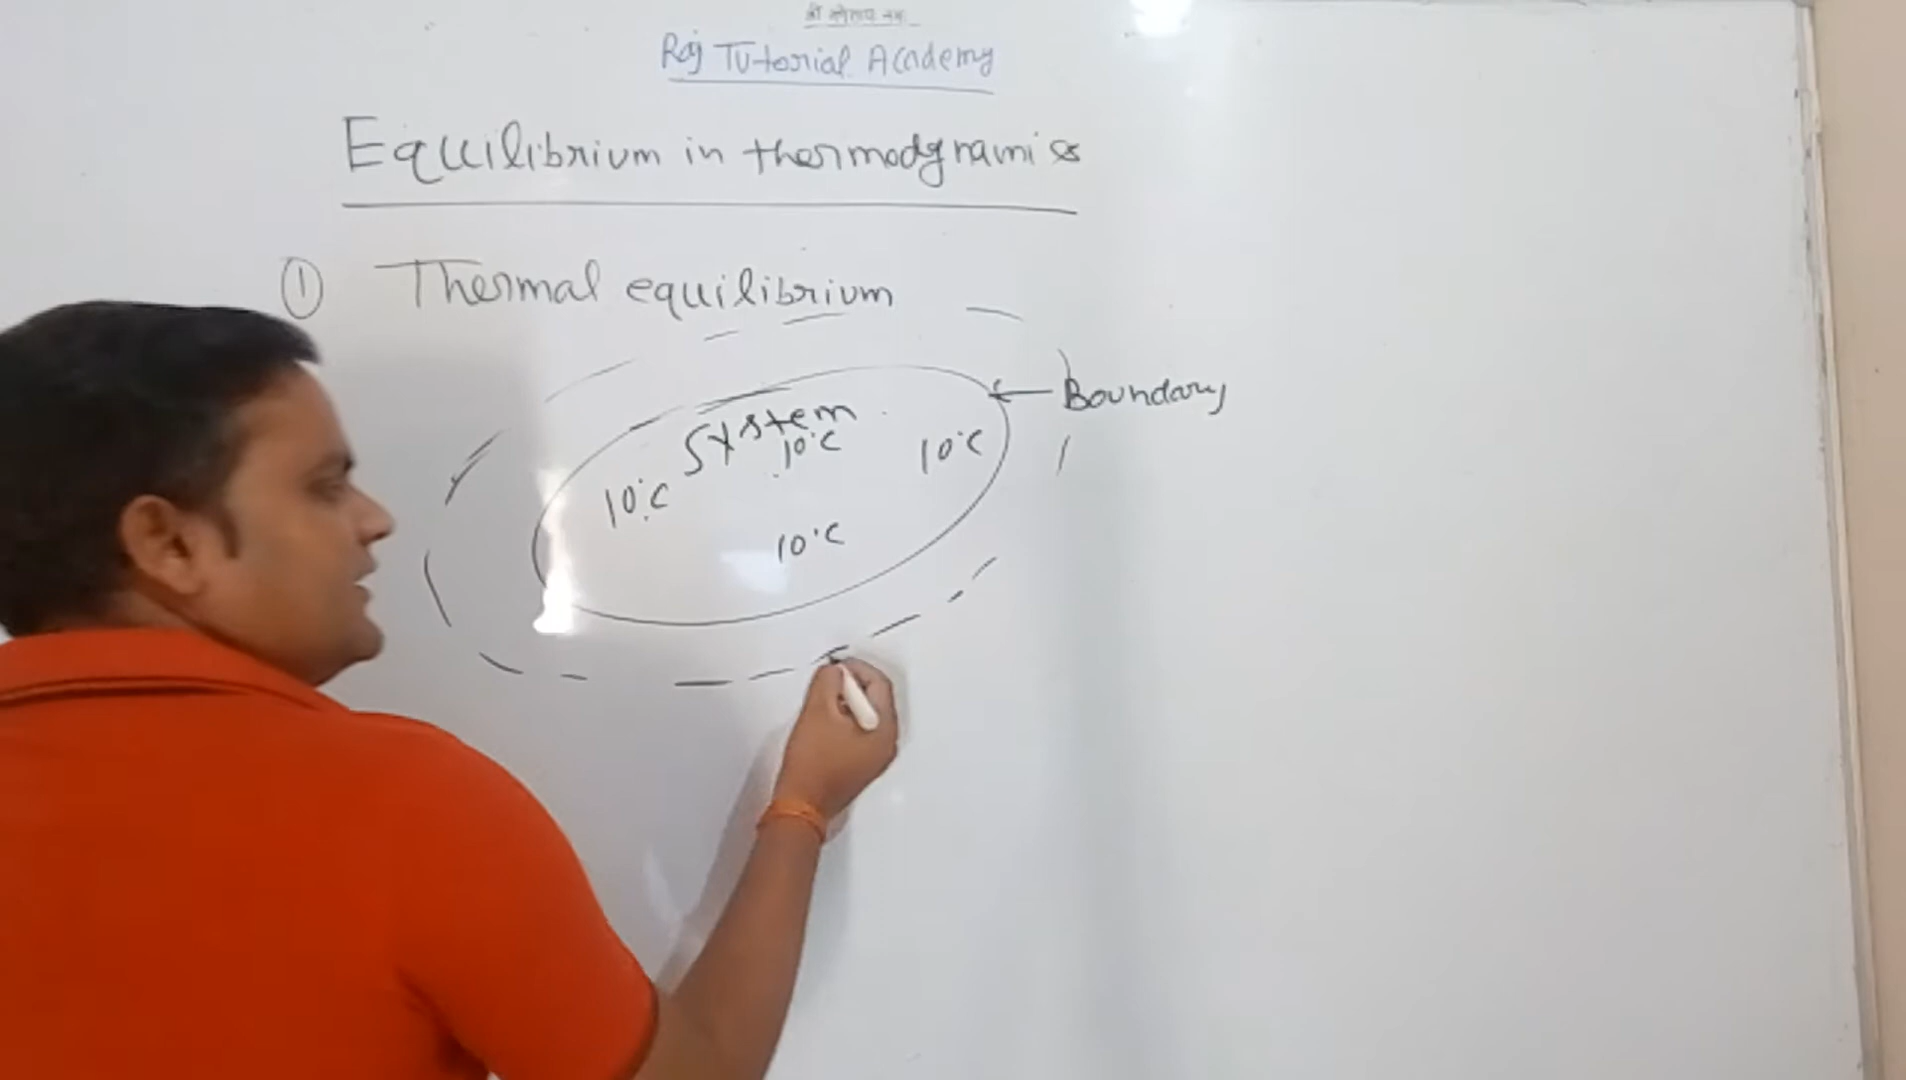 Raj Tutorial Academy
Equilibrium in thermodynamics
① Thermal equilibrium
Boundary
System
10°C
10°C
10°C
10°C